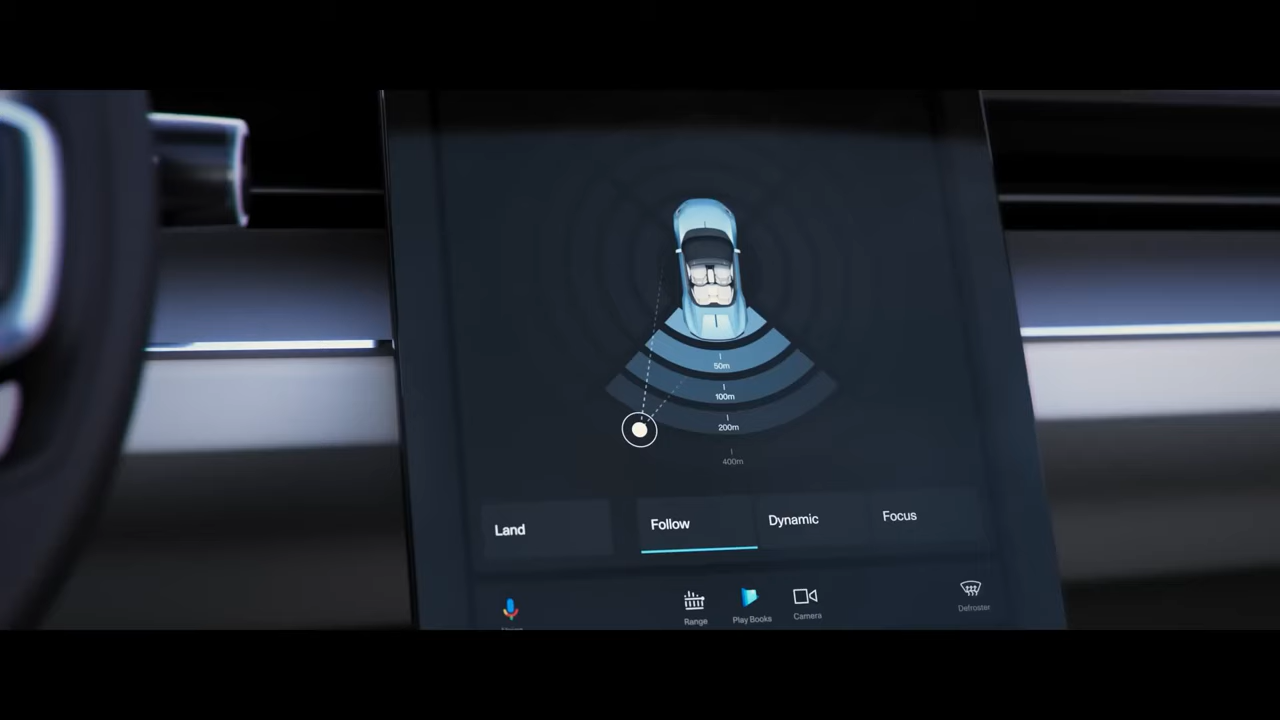 50m
100m
200m
400m
Land
Follow
Dynamic
Focus
Range
Play Books
Camera
Defroster